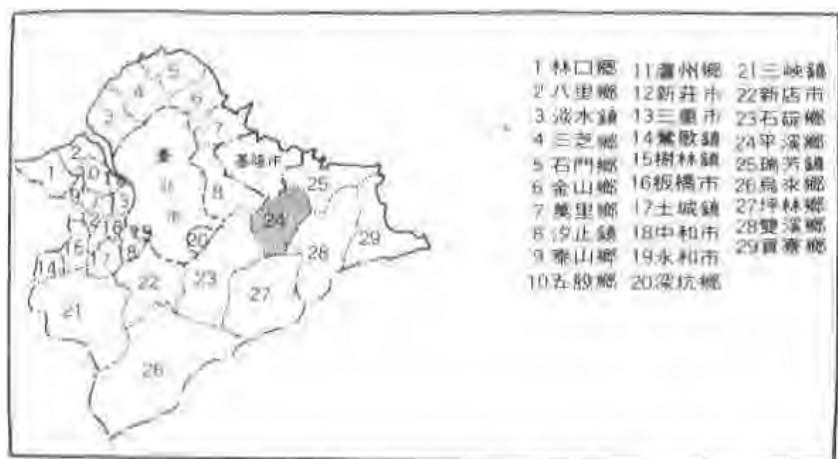 1 林口鄉 11 蘆州鄉 21 三峽鎮
2 八里鄉 12 新莊市 22 新店市
3 淡水鎮 13 三重市 23 石碇鄉
4 三芝鄉 14 鶯歌鎮 24 平溪鄉
5 石門鄉 15 樹林鎮 25 瑞芳鎮
6 金山鄉 16 板橋市 26 烏來鄉
7 萬里鄉 17 土城鎮 27 坪林鄉
8 汐止鎮 18 中和市 28 雙溪鄉
9 泰山鄉 19 永和市 29 貢寮鄉
10 五股鄉 20 深坑鄉
5
4
6
3
7
臺北市
基隆市
2
1
10
8
25
24
20
28
29
14
22
23
27
21
26